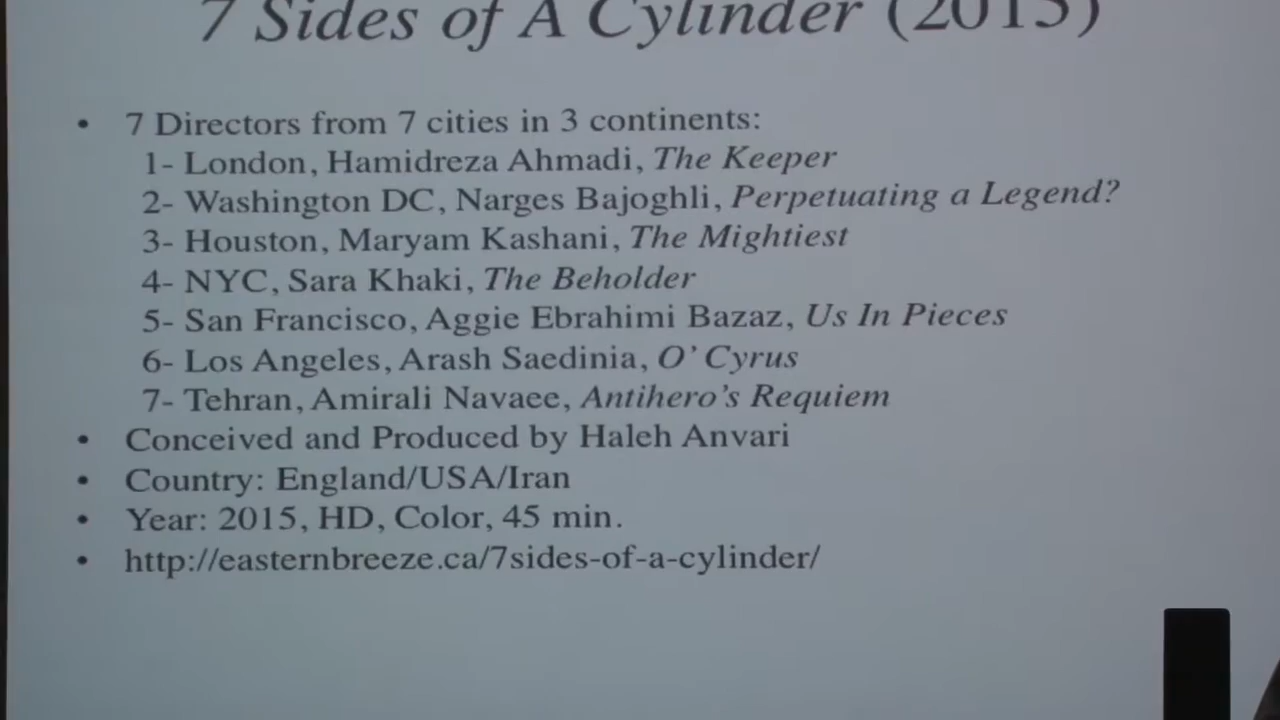 7 Sides of A Cylinder (2015)
• 7 Directors from 7 cities in 3 continents:
1- London, Hamidreza Ahmadi, The Keeper
2- Washington DC, Narges Bajoghli, Perpetuating a Legend?
3- Houston, Maryam Kashani, The Mightiest
4- NYC, Sara Khaki, The Beholder
5- San Francisco, Aggie Ebrahimi Bazaz, Us In Pieces
6- Los Angeles, Arash Saedinia, O’ Cyrus
7- Tehran, Amirali Navaee, Antihero’s Requiem
• Conceived and Produced by Haleh Anvari
• Country: England/USA/Iran
• Year: 2015, HD, Color, 45 min.
• http://easternbreeze.ca/7sides-of-a-cylinder/